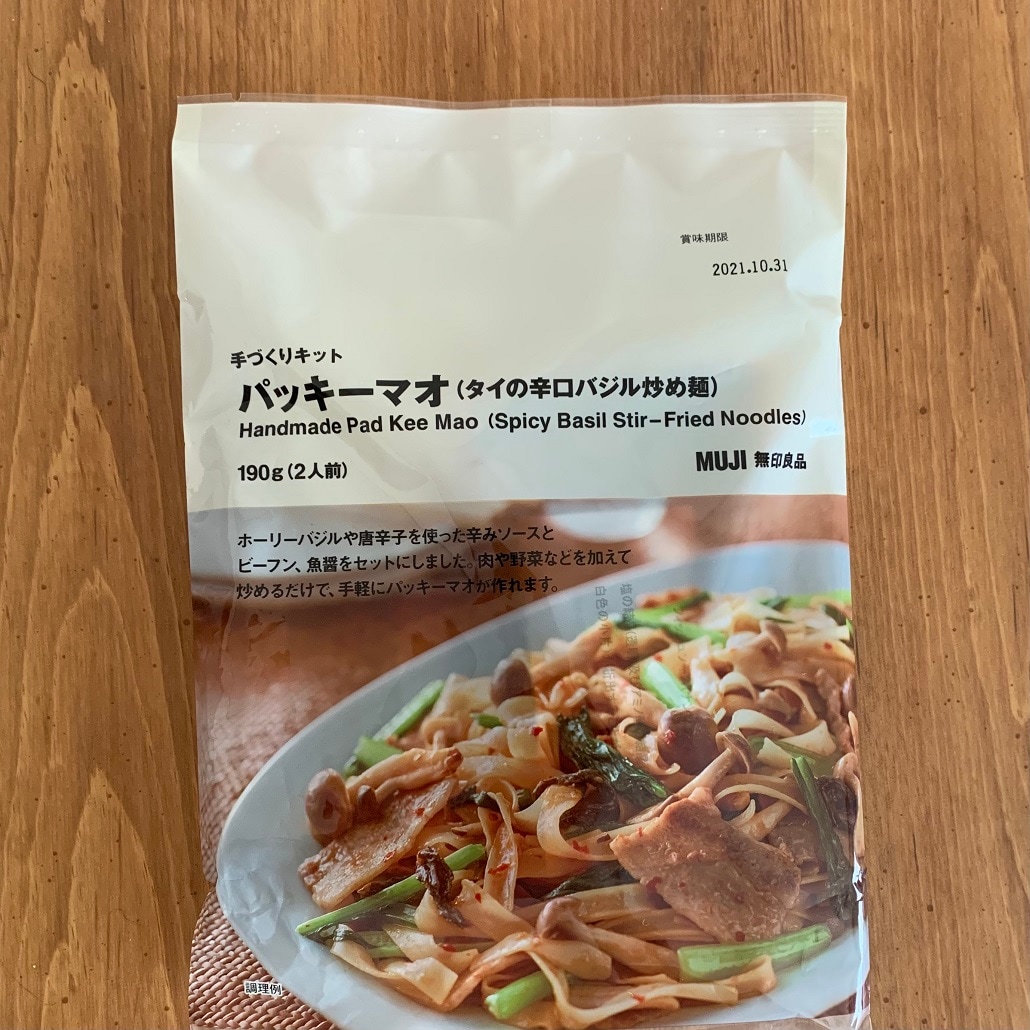 賞味期限
2021.10.31
手づくりキット
パッキーマオ(タイの辛口バジル炒め麺)
Handmade Pad Kee Mao (Spicy Basil Stir-Fried Noodles)
190g(2人前)
MUJI 無印良品
ホーリーバジルや唐辛子を使った辛みソースと
ビーフン、魚醤をセットにしました。肉や野菜などを加えて
炒めるだけで、手軽にパッキーマオが作れます。
調理例